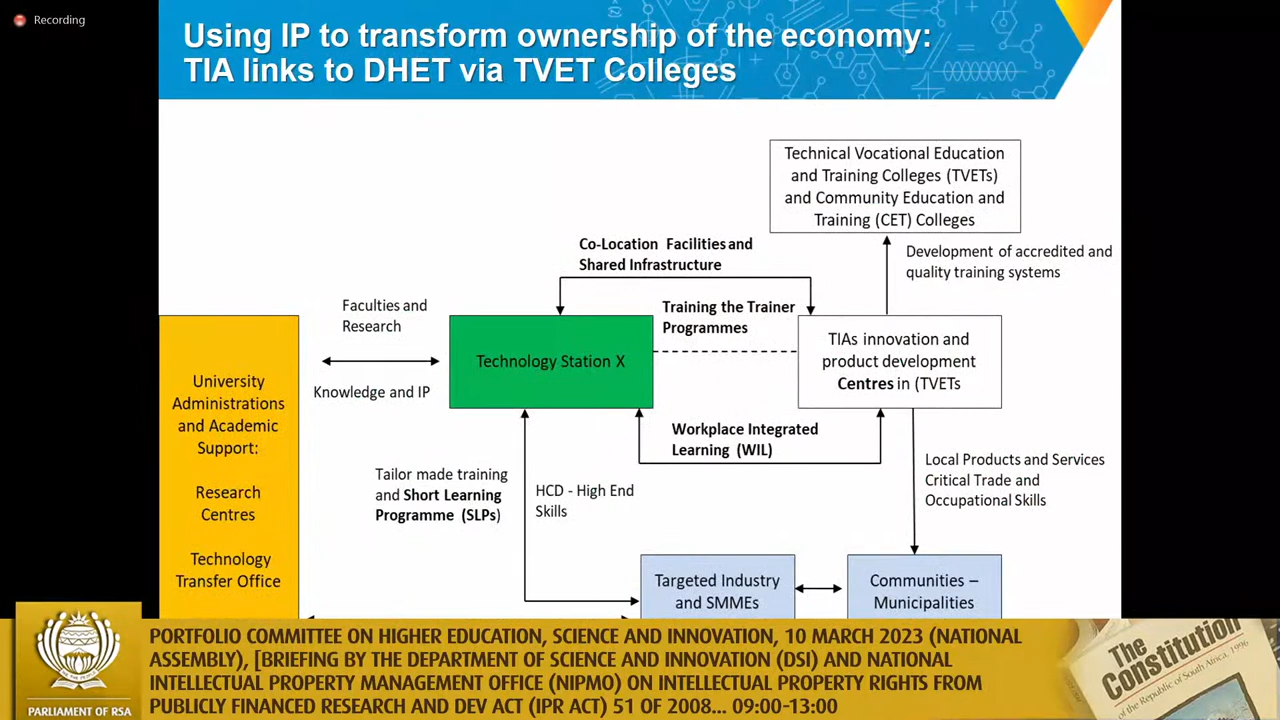 Recording
Using IP to transform ownership of the economy:
TIA links to DHET via TVET Colleges
Technical Vocational Education
and Training Colleges (TVETs)
and Community Education and
Training (CET) Colleges
Co-Location Facilities and
Shared Infrastructure
Development of accredited and
quality training systems
Faculties and
Research
Training the Trainer
Programmes
Technology Station X
TIAs innovation and
product development
Centres in (TVETs
Knowledge and IP
University
Administrations
and Academic
Support:
Research
Centres
Technology
Transfer Office
Workplace Integrated
Learning (WIL)
Tailor made training
and Short Learning
Programme (SLPs)
HCD - High End
Skills
Local Products and Services
Critical Trade and
Occupational Skills
Targeted Industry
and SMMEs
Communities –
Municipalities
PORTFOLIO COMMITTEE ON HIGHER EDUCATION, SCIENCE AND INNOVATION, 10 MARCH 2023 (NATIONAL
ASSEMBLY), [BRIEFING BY THE DEPARTMENT OF SCIENCE AND INNOVATION (DSI) AND NATIONAL
INTELLECTUAL PROPERTY MANAGEMENT OFFICE (NIPMO) ON INTELLECTUAL PROPERTY RIGHTS FROM
PUBLICLY FINANCED RESEARCH AND DEV ACT (IPR ACT) 51 OF 2008... 09:00-13:00
PARLIAMENT OF RSA
The
Constitution
of the Republic of South Africa, 1996